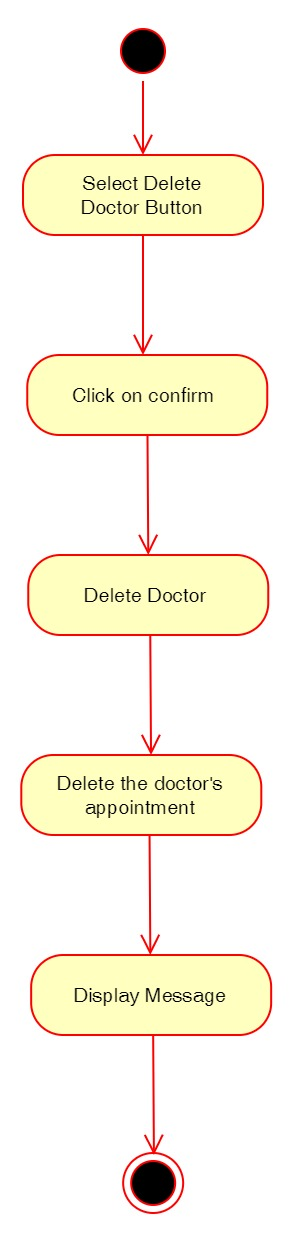 Select Delete
Doctor Button
Click on confirm
Delete Doctor
Delete the doctor's
appointment
Display Message